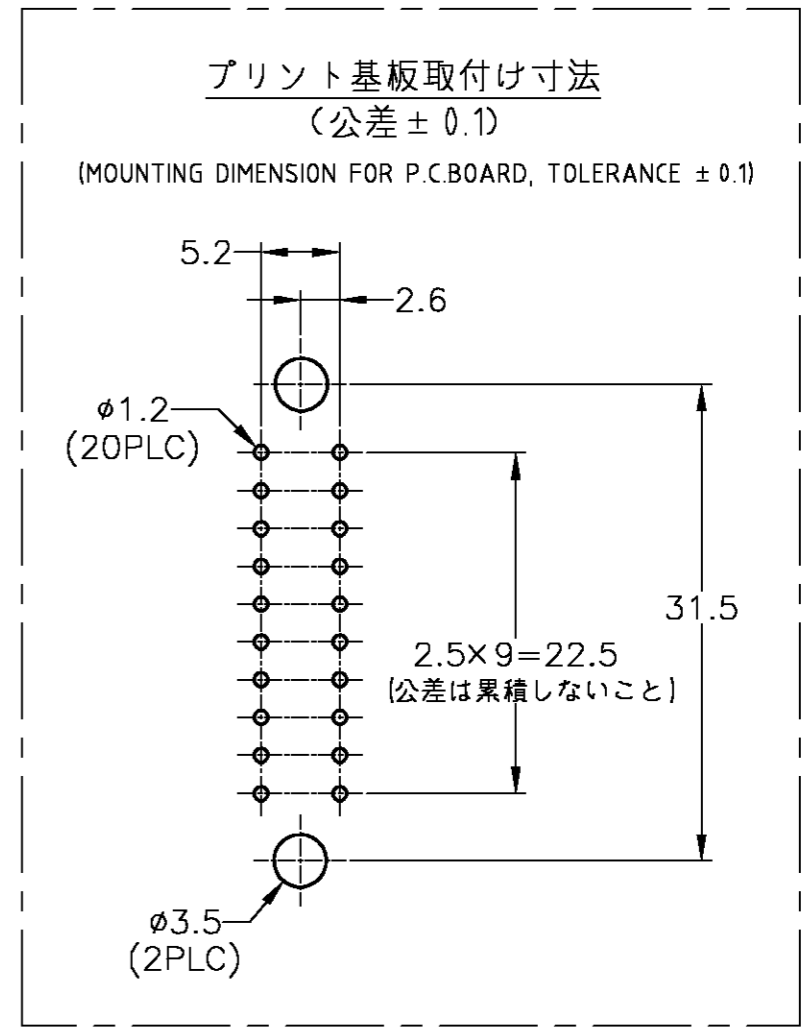 プリント基板取付け寸法
(公差±0.1)
(MOUNTING DIMENSION FOR P.C.BOARD, TOLERANCE ±0.1)
5.2
2.6
ø1.2
(20PLC)
31.5
2.5×9=22.5
(公差は累積しないこと)
ø3.5
(2PLC)